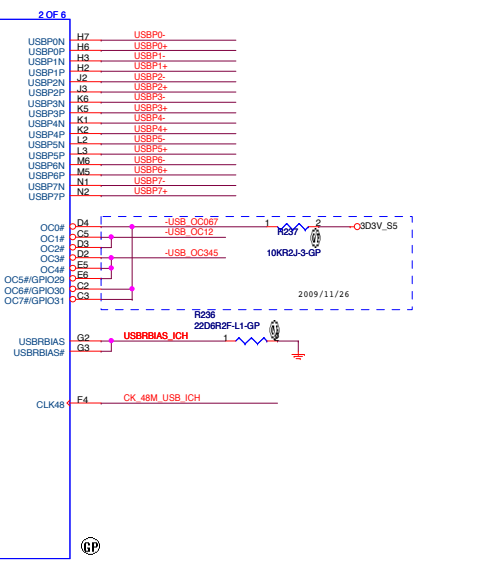 2 OF 6
USBP0N H7 USBP0-
USBP0P H6 USBP0+
USBP1N H3 USBP1-
USBP1P H2 USBP1+
USBP2N J2 USBP2-
USBP2P J3 USBP2+
USBP3N K6 USBP3-
USBP3P K5 USBP3+
USBP4N K1 USBP4-
USBP4P K2 USBP4+
USBP5N L2 USBP5-
USBP5P L3 USBP5+
USBP6N M6 USBP6-
USBP6P M5 USBP6+
USBP7N N1 USBP7-
USBP7P N2 USBP7+
OC0# D4 -USB_OC067 1 R237 2 3D3V_S5
OC1# C5 -USB_OC12
OC2# D3
OC3# D2 -USB_OC345 10KR2J-3-GP
OC4# E5
OC5#/GPIO29 E6
OC6#/GPIO30 C2
OC7#/GPIO31 C3 2009/11/26
R236
22D6R2F-L1-GP
USBRBIAS G2 USBRBIAS_ICH 1
USBRBIAS# G3
CLK48 F4 CK_48M_USB_ICH
GP